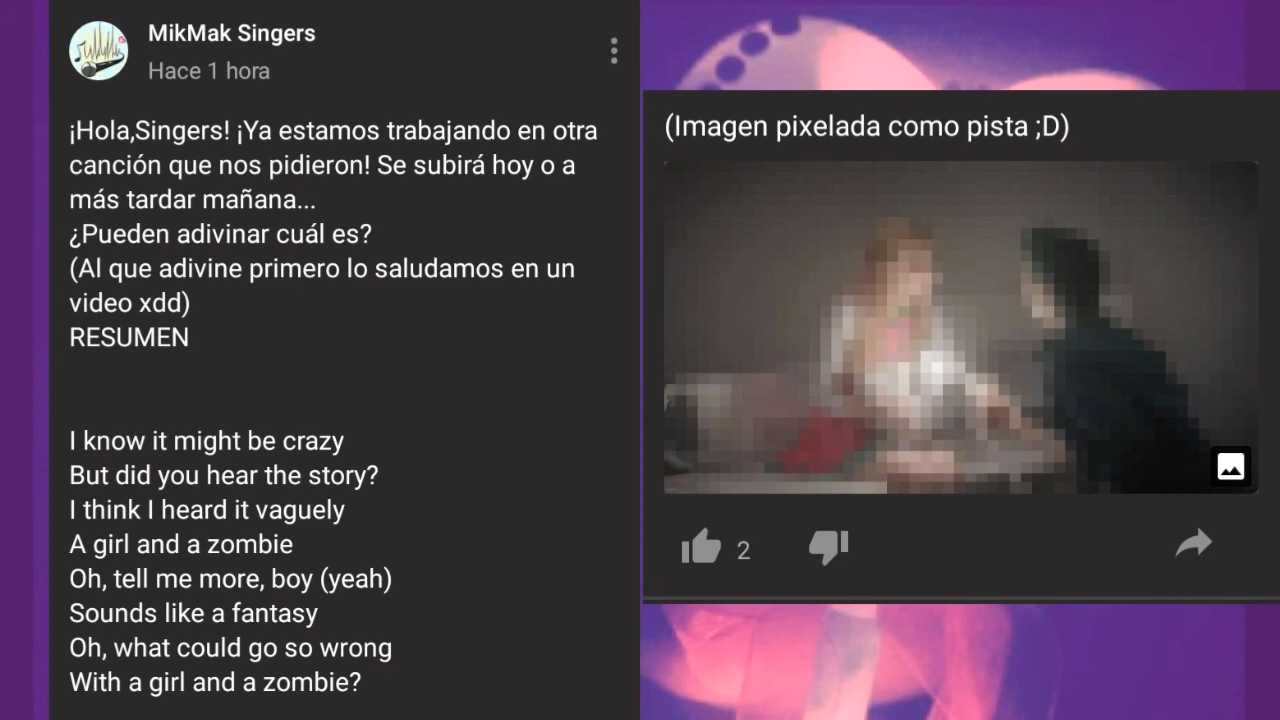 MikMak Singers
Hace 1 hora
¡Hola,Singers! ¡Ya estamos trabajando en otra
canción que nos pidieron! Se subirá hoy o a
más tardar mañana...
¿Pueden adivinar cuál es?
(Al que adivine primero lo saludamos en un
video xdd)
RESUMEN
I know it might be crazy
But did you hear the story?
I think I heard it vaguely
A girl and a zombie
Oh, tell me more, boy (yeah)
Sounds like a fantasy
Oh, what could go so wrong
With a girl and a zombie?
(Imagen pixelada como pista ;D)
2